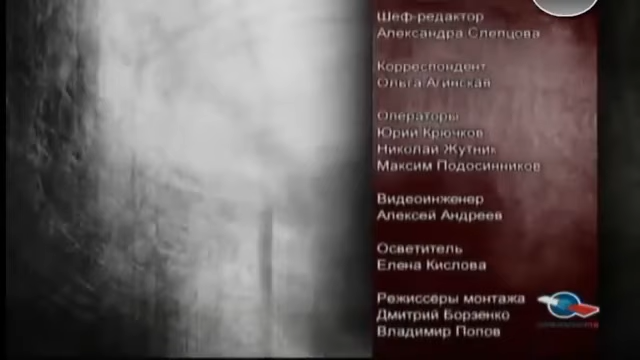 Шеф-редактор
Александра Слепцова
Корреспондент
Ольга Агинская
Операторы
Юрий Крючков
Николай Жутник
Максим Подосинников
Видеоинженер
Алексей Андреев
Осветитель
Елена Кислова
Режиссёры монтажа
Дмитрий Борзенко
Владимир Попов